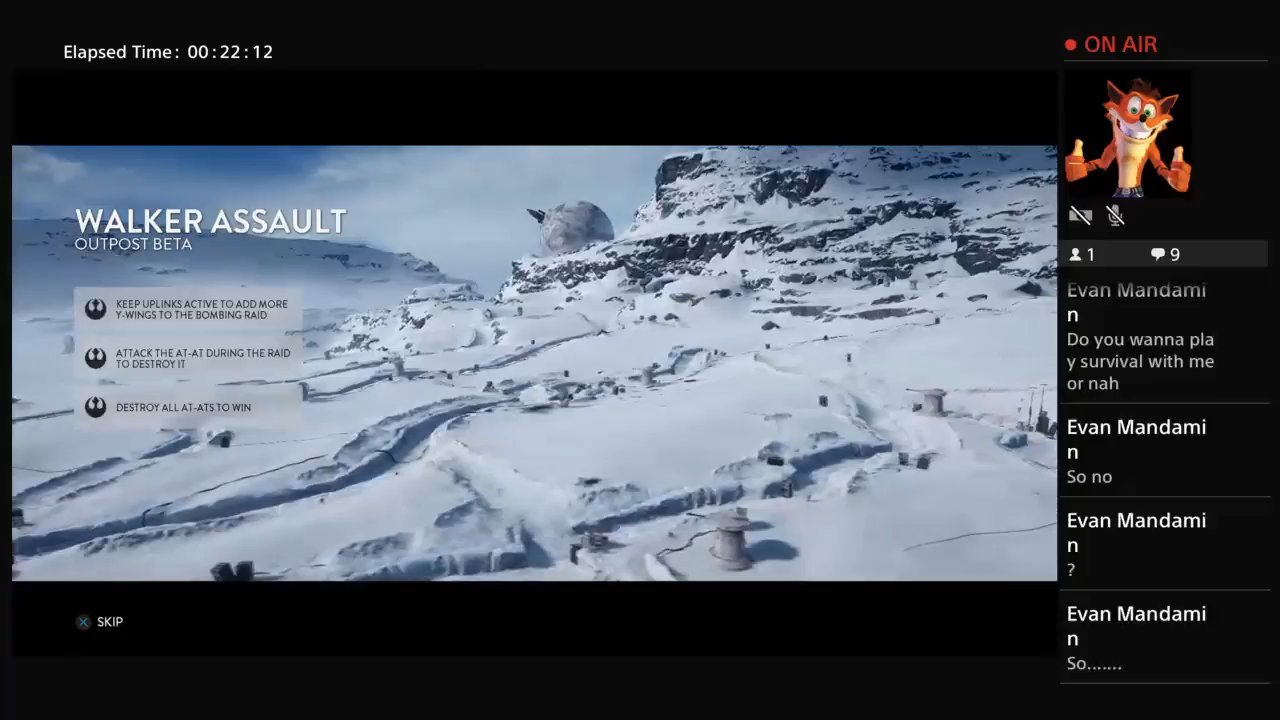 Elapsed Time: 00:22:12
ON AIR
WALKER ASSAULT
OUTPOST BETA
KEEP UPLINKS ACTIVE TO ADD MORE
Y-WINGS TO THE BOMBING RAID
ATTACK THE AT-AT DURING THE RAID
TO DESTROY IT
DESTROY ALL AT-ATS TO WIN
SKIP
1
9
Evan Mandami
n
Do you wanna pla
y survival with me
or nah
Evan Mandami
n
So no
Evan Mandami
n
?
Evan Mandami
n
So.......